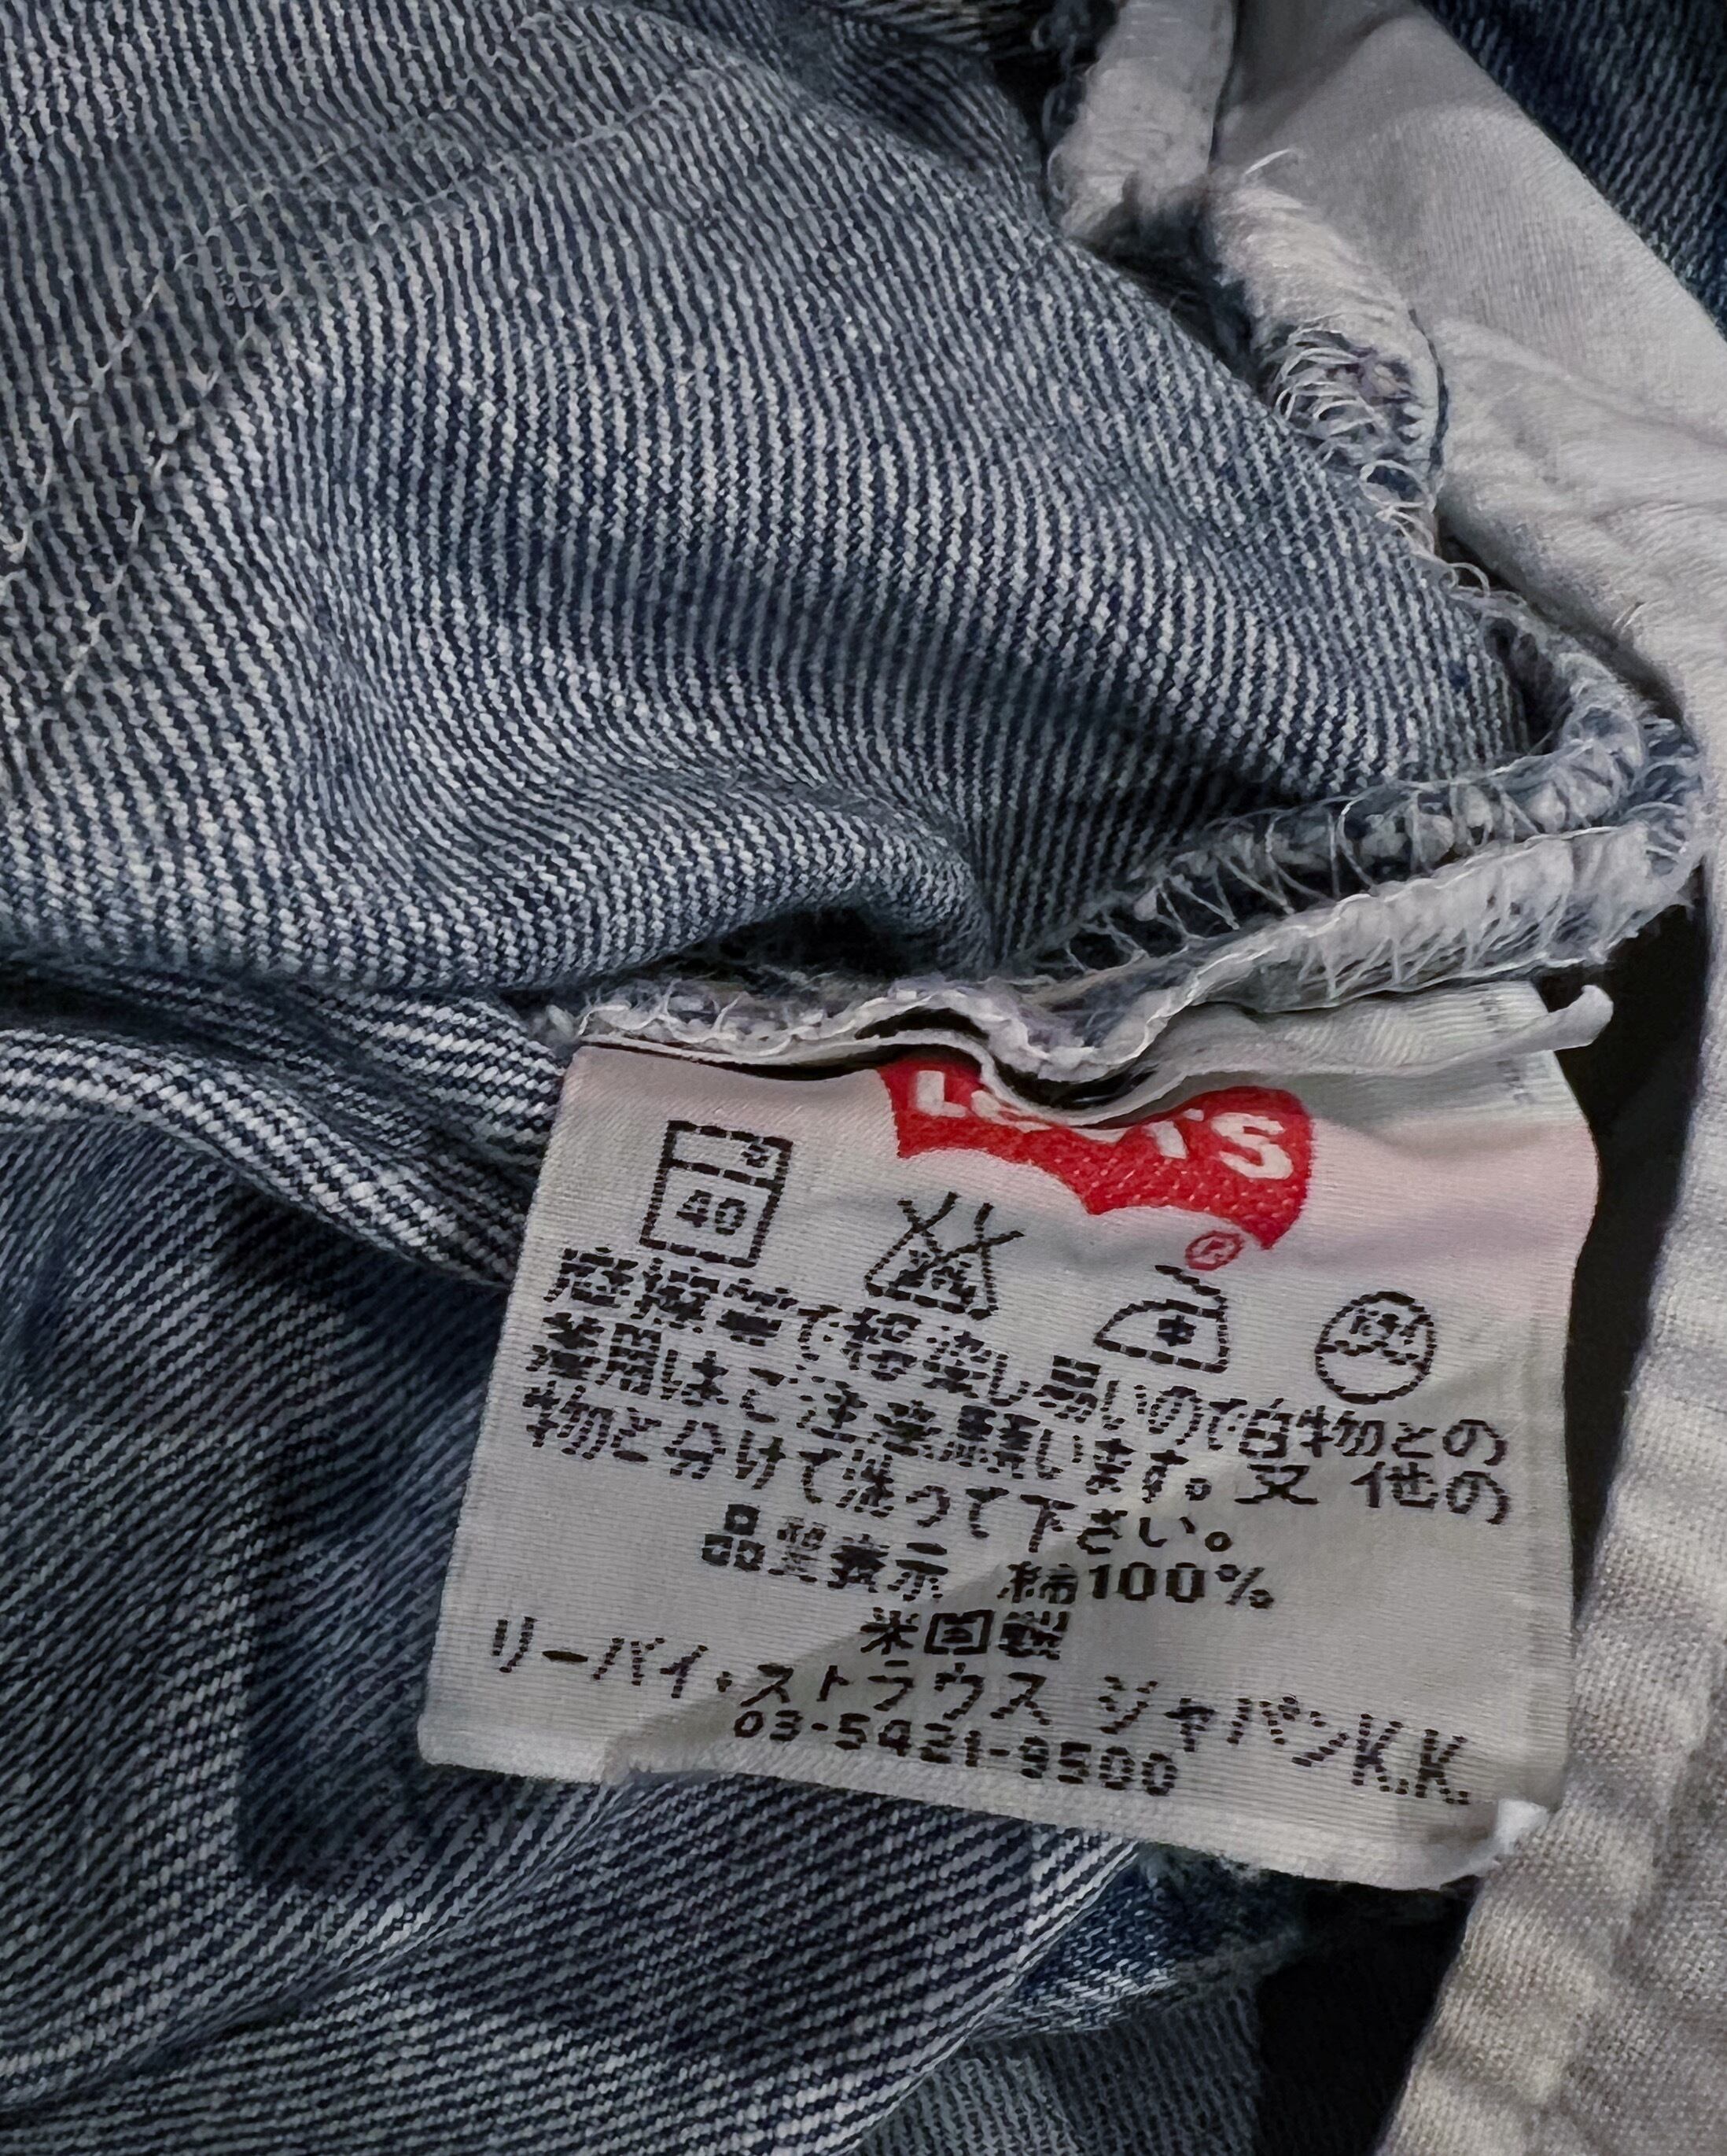 LEVI'S
®
40
摩擦等で移染し易いので白物との
着用はご注意願います。又 他の
物と分けて洗って下さい。
品質表示 綿100%
米国製
リーバイ・ストラウス ジャパンK.K.
03-5421-9500